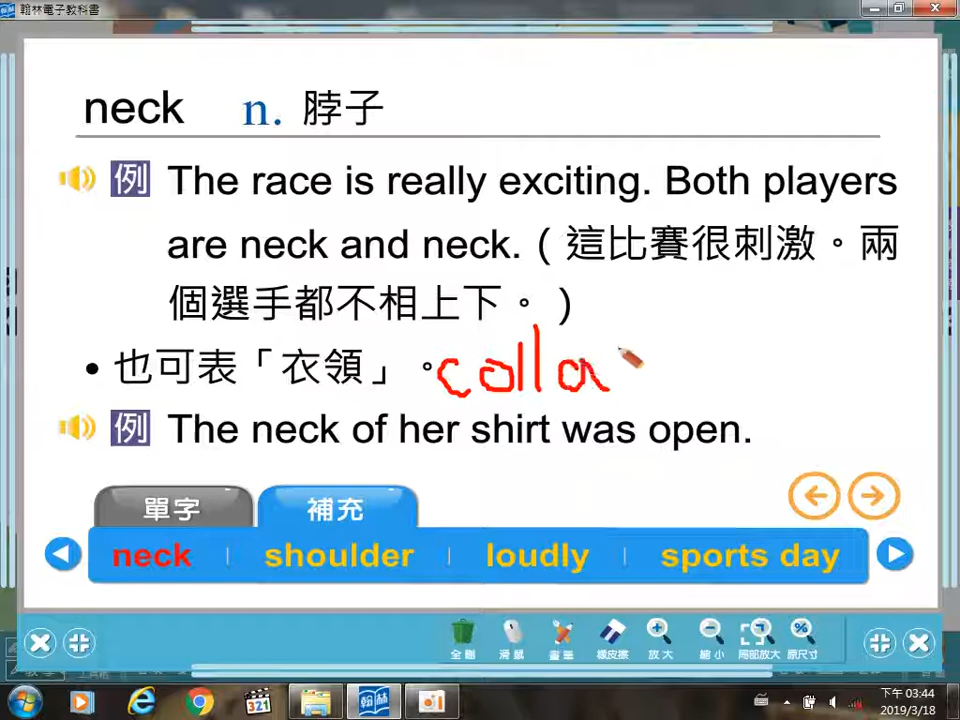 翰林電子教科書
neck n. 脖子
例 The race is really exciting. Both players
are neck and neck.（這比賽很刺激。兩
個選手都不相上下。）
• 也可表「衣領」。colla
例 The neck of her shirt was open.
單字 補充
neck shoulder loudly sports day
全刪 滑鼠 畫筆 橡皮擦 放大 縮小 局部放大 原尺寸
321 翰林 下午 03:44
2019/3/18